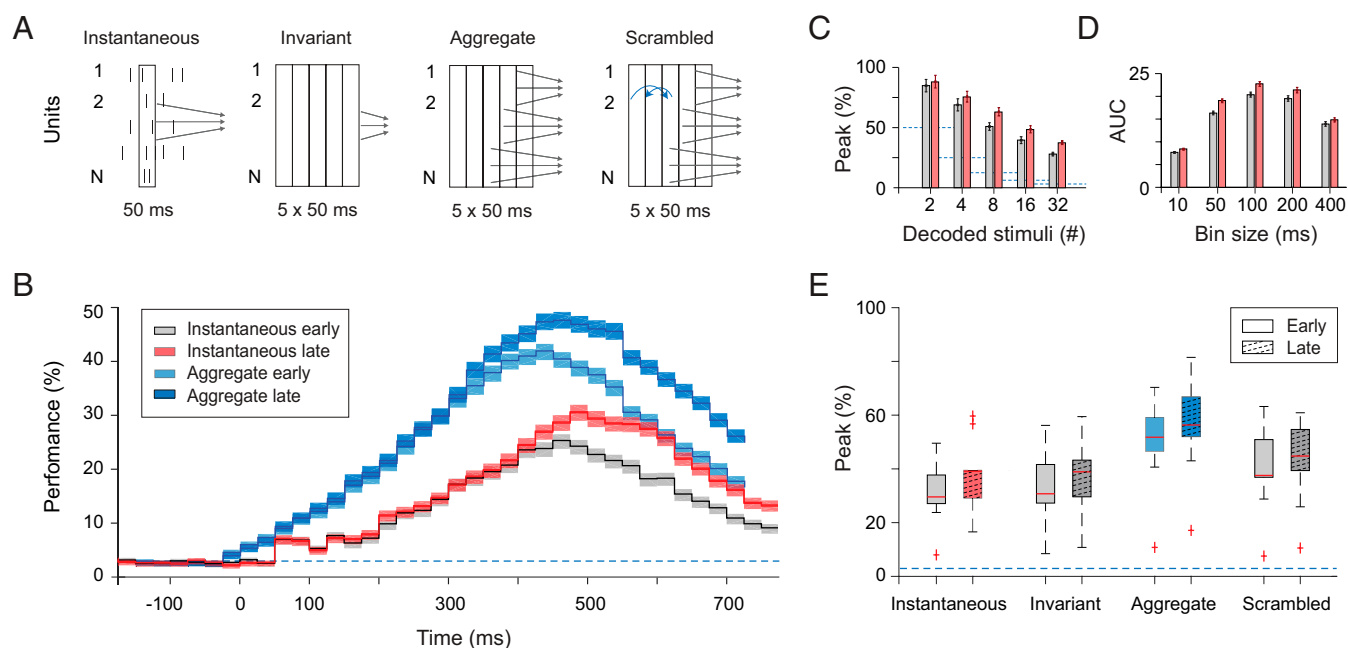 A
Instantaneous Invariant Aggregate Scrambled
Units
1
2
N
50 ms
5 x 50 ms
1
2
N
5 x 50 ms
1
2
N
5 x 50 ms
1
2
N
C
Peak (%)
100
50
0
2 4 8 16 32
Decoded stimuli (#)
D
AUC
25
0
10 50 100 200 400
Bin size (ms)
B
Perfomance (%)
50
40
30
20
10
0
Instantaneous early
Instantaneous late
Aggregate early
Aggregate late
-100 0 100 300 500 700
Time (ms)
E
Peak (%)
100
60
20
0
Early
Late
Instantaneous Invariant Aggregate Scrambled